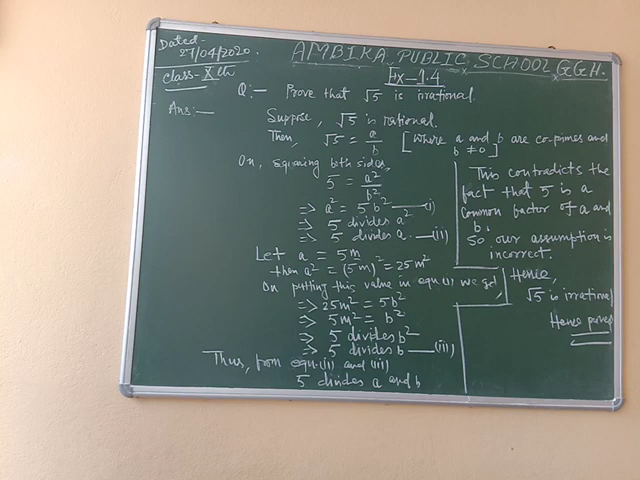 Dated-
27/04/2020.
AMBIKA PUBLIC SCHOOL, G.G.H.
Class-Xth
Ex-1.4
Q:- Prove that √5 is irrational.
Ans:-
Suppose, √5 is rational.
Then, √5 = a/b [Where a and b are co-primes and b ≠ 0]
On, squaring both sides,
5 = a²/b²
=> a² = 5b² —(i)
=> 5 divides a²
=> 5 divides a. —(ii)
Let a = 5m
then a² = (5m)² = 25m²
On putting this value in equ(i) we get,
=> 25m² = 5b²
=> 5m² = b²
=> 5 divides b²
=> 5 divides b —(iii)
Thus, from equ.(ii) and (iii)
5 divides a and b
This contradicts the
fact that 5 is a
common factor of a and
b.
So our assumption is
incorrect.
Hence,
√5 is irrational
Hence proved